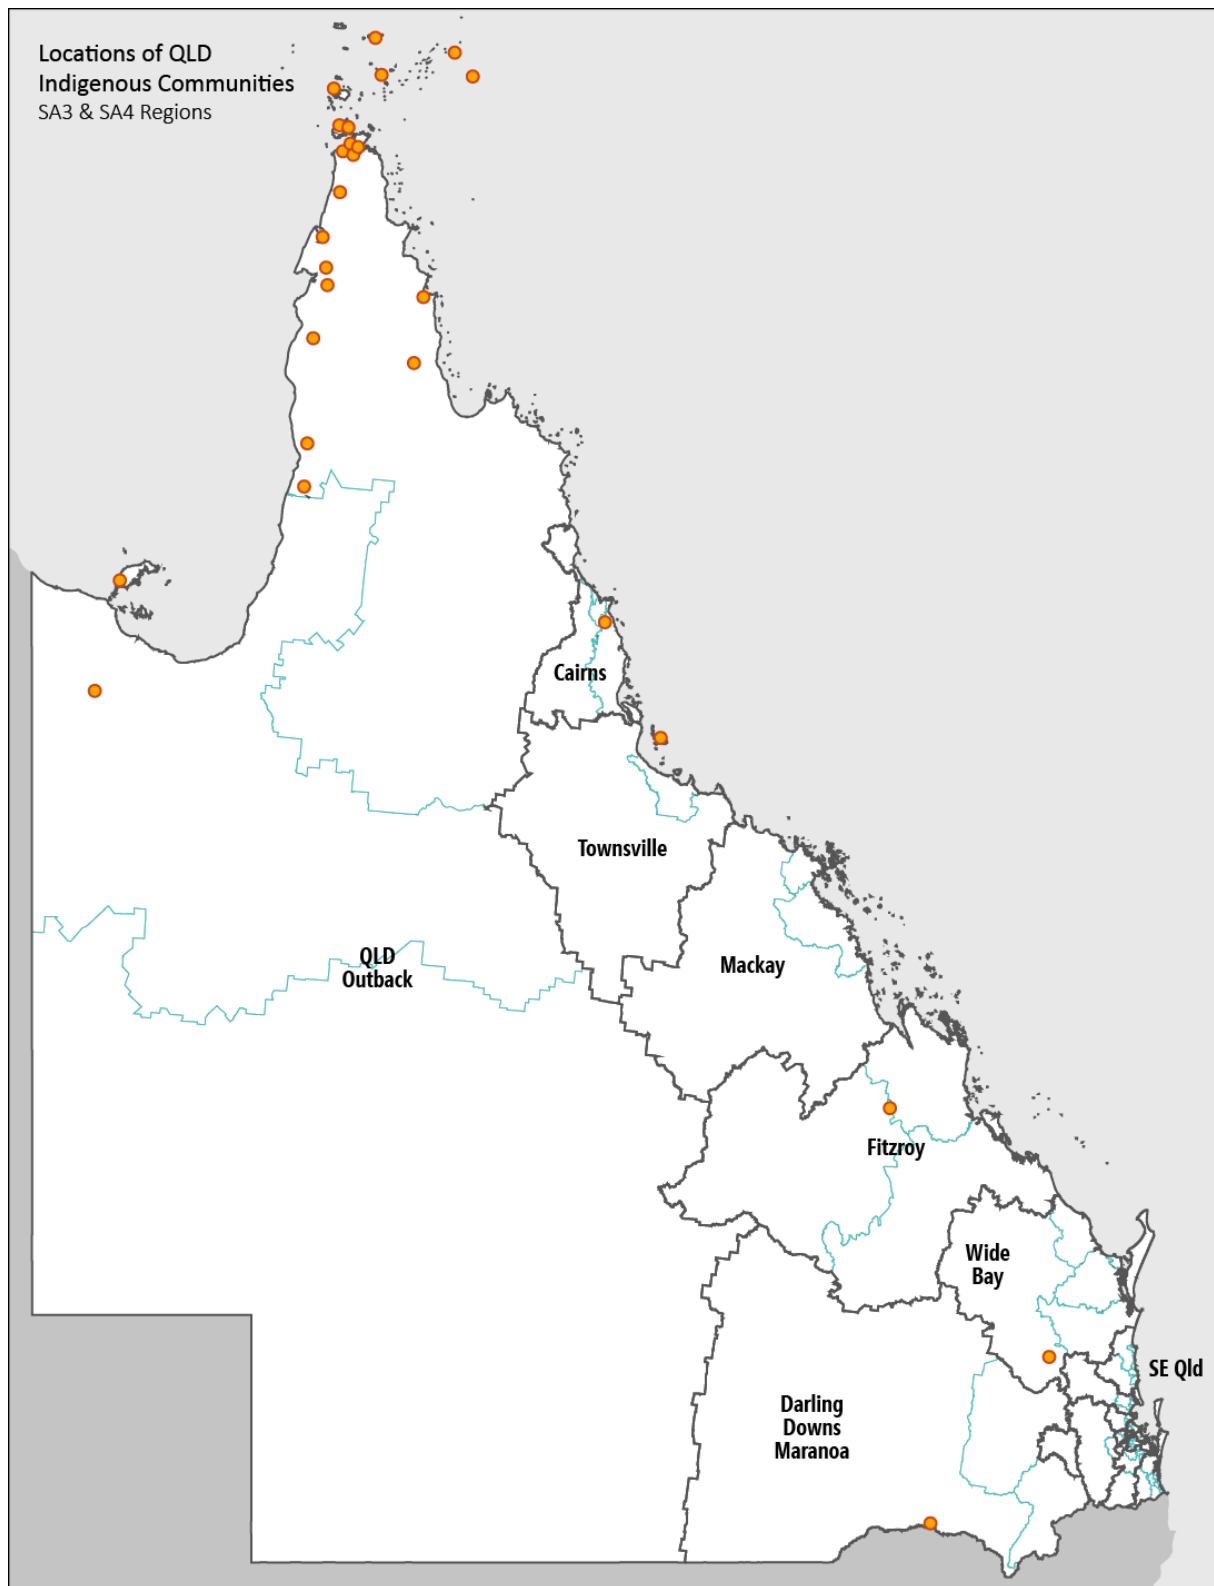 Locations of QLD
Indigenous Communities
SA3 & SA4 Regions
Cairns
Townsville
QLD
Outback
Mackay
Fitzroy
Wide
Bay
SE Qld
Darling
Downs
Maranoa